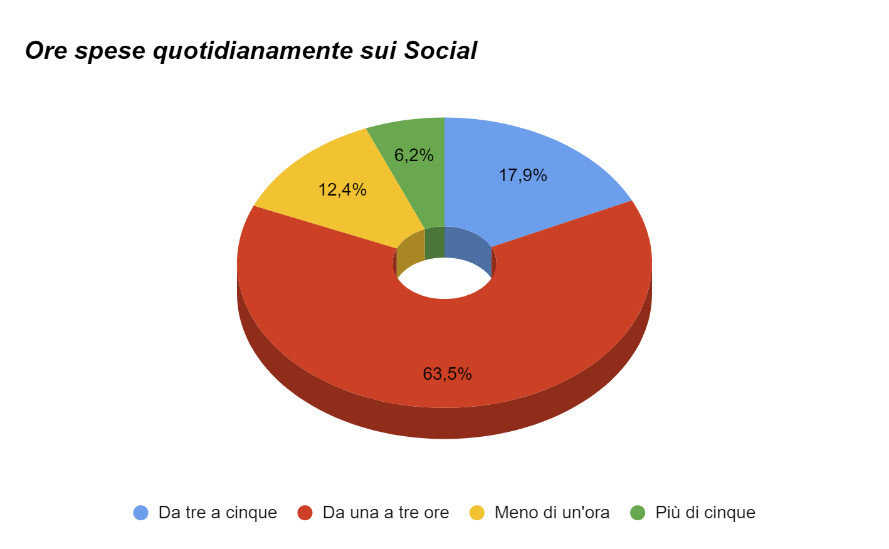 Ore spese quotidianamente sui Social
6,2%
17,9%
12,4%
63,5%
Da tre a cinque
Da una a tre ore
Meno di un'ora
Più di cinque